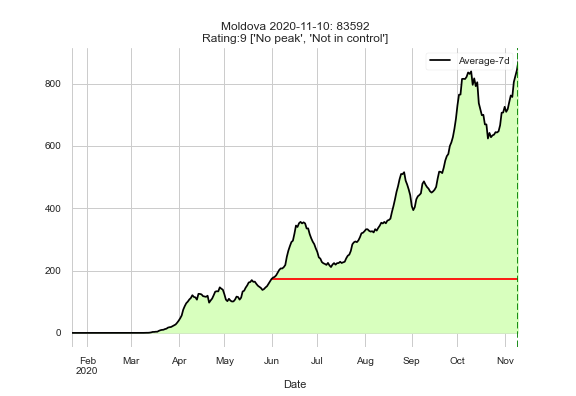 Moldova 2020-11-10: 83592
Rating:9 ['No peak', 'Not in control']
Average-7d
800
600
400
200
0
Feb Mar Apr May Jun Jul Aug Sep Oct Nov
2020
Date